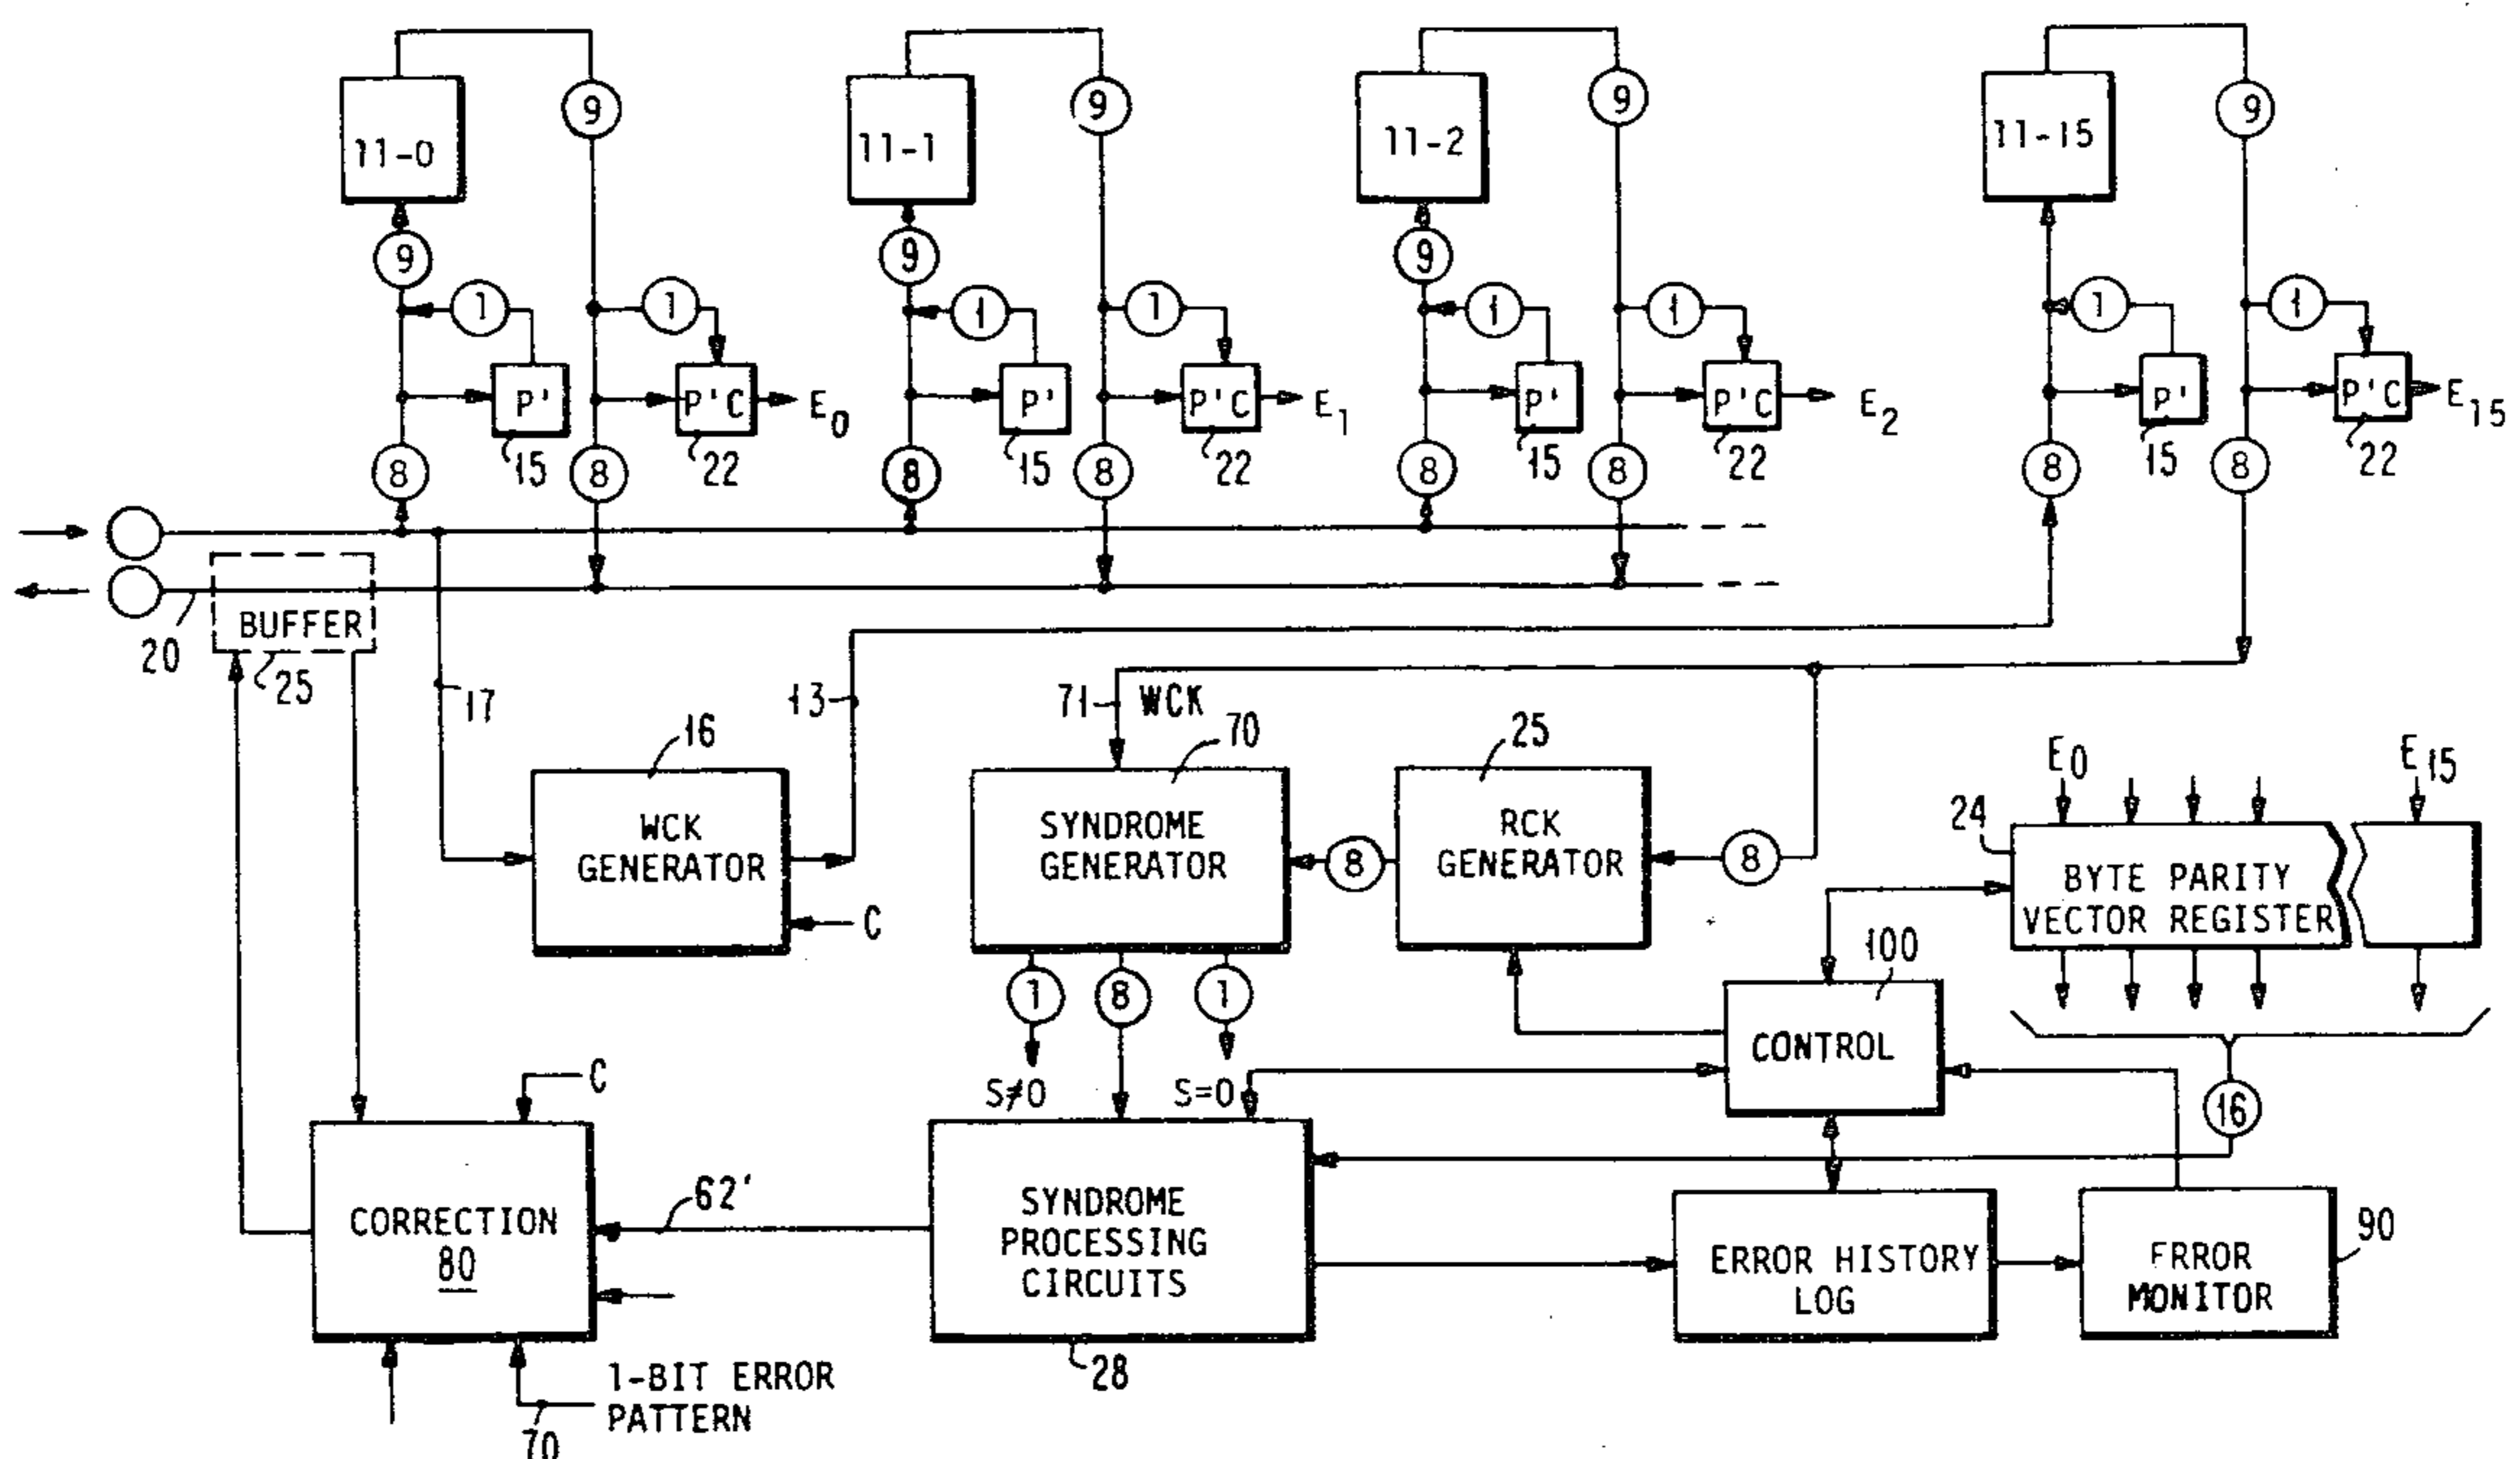 9 9 9 9
11-0 11-1 11-2 11-15
9 9 9
1 1 1 1 1 1 1 1
P' P'C E0 P' P'C E1 P' P'C E2 P' P'C E15
15 22 15 22 15 22 15 22
8 8 8 8 8 8 8 8
BUFFER
20 25 17 13 71 WCK
16 70 25
WCK
GENERATOR
C
SYNDROME
GENERATOR
8
RCK
GENERATOR
8
E0 E15
24
BYTE PARITY
VECTOR REGISTER
1 8 1
100
CONTROL
S≠0 S=0
16
C
CORRECTION
80
62'
SYNDROME
PROCESSING
CIRCUITS
28
ERROR HISTORY
LOG
90
ERROR
MONITOR
1-BIT ERROR
PATTERN
70